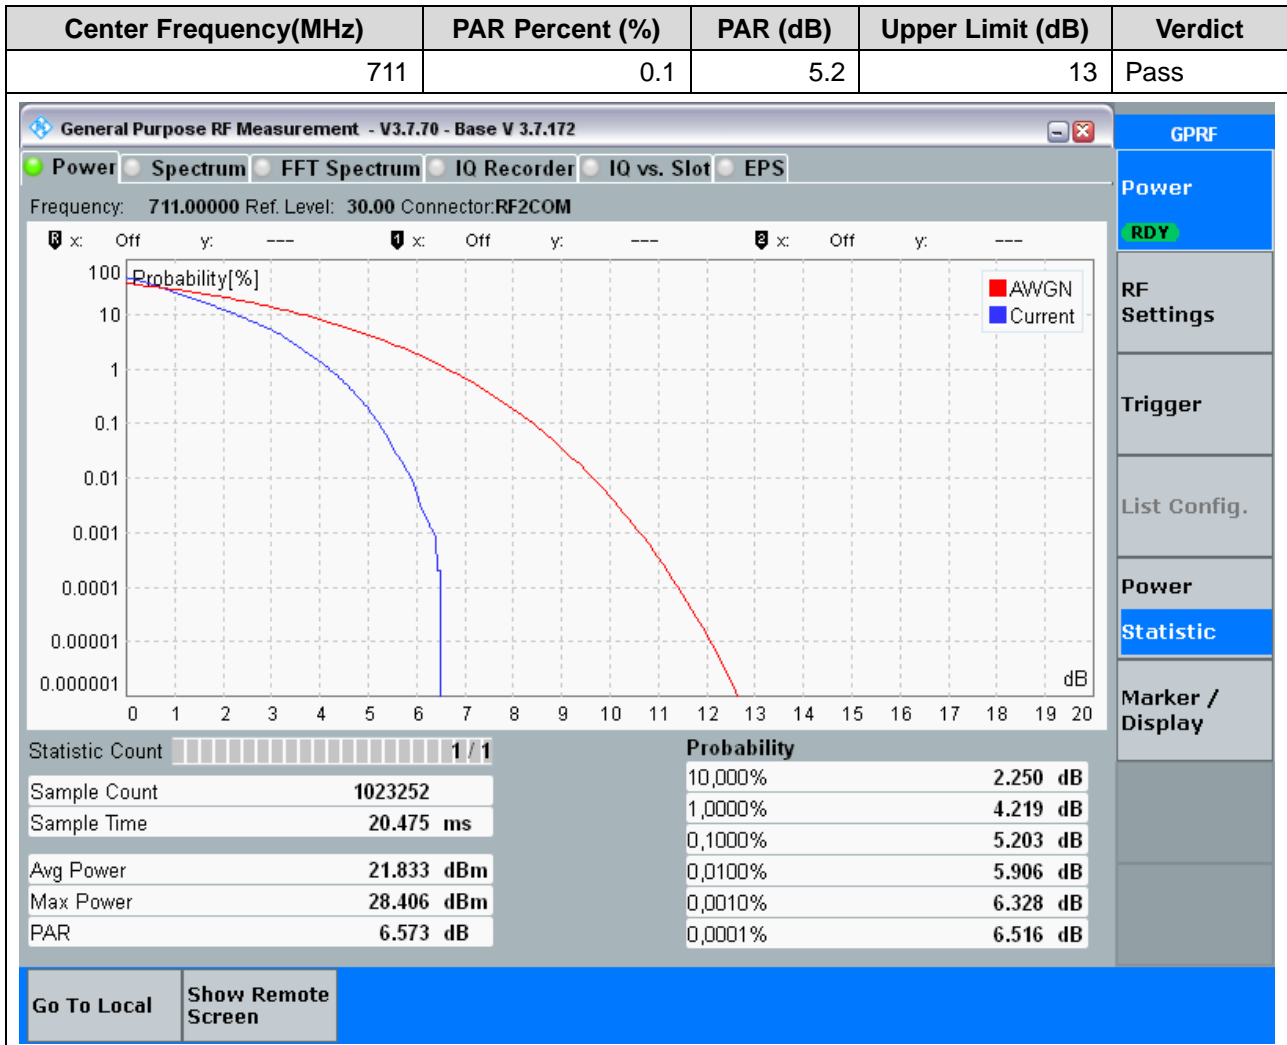 Center Frequency(MHz) PAR Percent (%) PAR (dB) Upper Limit (dB) Verdict
711 0.1 5.2 13 Pass
General Purpose RF Measurement - V3.7.70 - Base V 3.7.172
GPRF
Power Spectrum FFT Spectrum IQ Recorder IQ vs. Slot EPS
Power
RDY
Frequency: 711.00000 Ref. Level: 30.00 Connector:RF2COM
R x: Off y: --- 1 x: Off y: --- 2 x: Off y: ---
Probability[%]
AWGN
Current
100
10
1
0.1
0.01
0.001
0.0001
0.00001
0.000001
dB
0 1 2 3 4 5 6 7 8 9 10 11 12 13 14 15 16 17 18 19 20
RF
Settings
Trigger
List Config.
Power
Statistic
Marker /
Display
Statistic Count 1 / 1
Sample Count 1023252
Sample Time 20.475 ms
Avg Power 21.833 dBm
Max Power 28.406 dBm
PAR 6.573 dB
Probability
10,000% 2.250 dB
1,0000% 4.219 dB
0,1000% 5.203 dB
0,0100% 5.906 dB
0,0010% 6.328 dB
0,0001% 6.516 dB
Go To Local
Show Remote
Screen